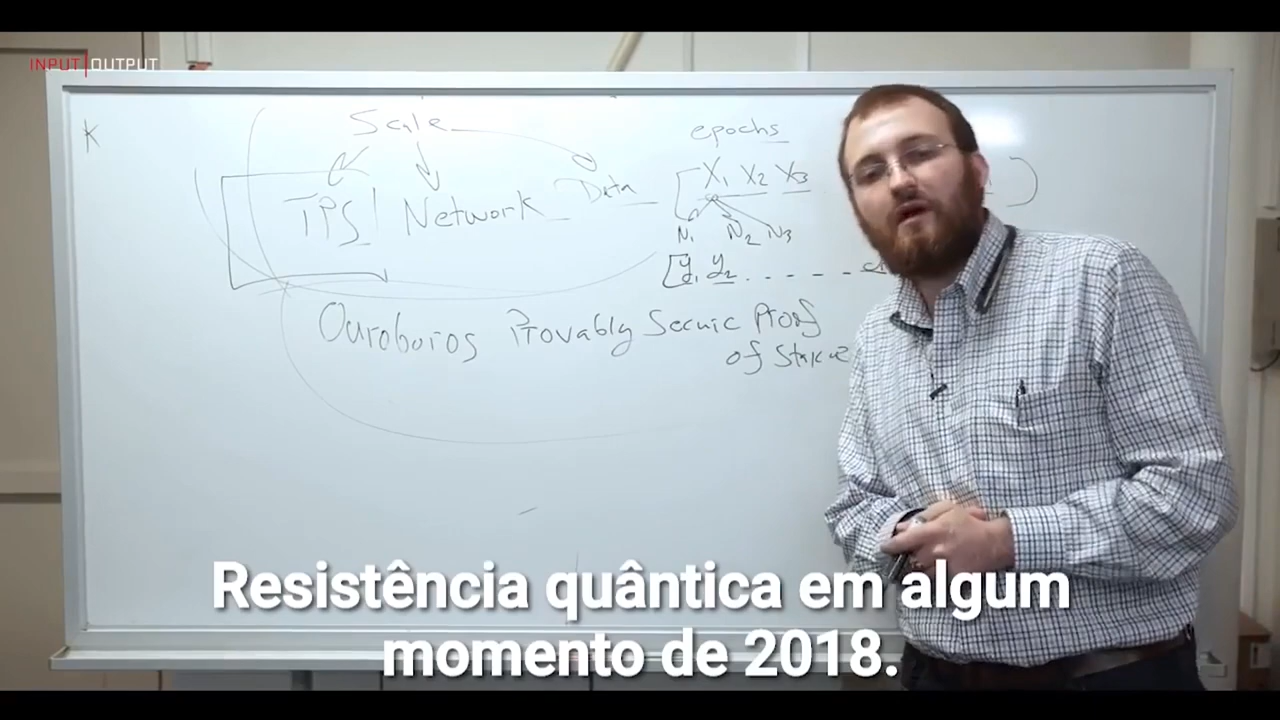 INPUT|OUTPUT
K
Scale
TPS Network Data
epochs
X1 X2 X3
N1 N2 N3
y1 y2 . . . . .
Ouroboros Provably Secure Proof
of Stake
Resistência quântica em algum
momento de 2018.